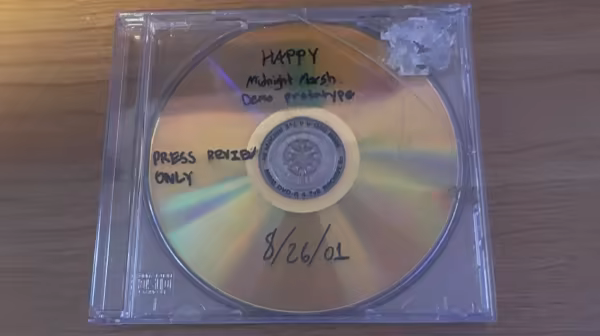 HAPPY
Midnight Marsh
Demo prototype
PRESS REVIEW
ONLY
8/26/01